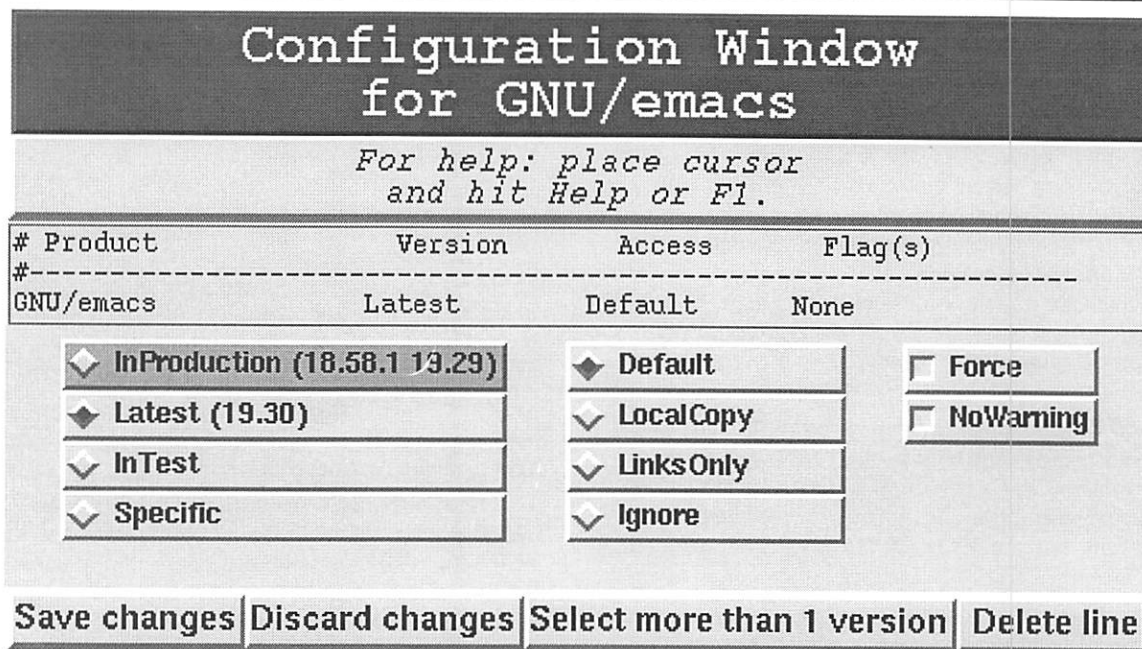 Configuration Window
for GNU/emacs
For help: place cursor
and hit Help or F1.
# Product Version Access Flag(s)
#------------------------------------------------------------------
GNU/emacs Latest Default None
InProduction (18.58.1 19.29) Default Force
Latest (19.30) LocalCopy NoWarning
InTest LinksOnly
Specific Ignore
Save changes Discard changes Select more than 1 version Delete line